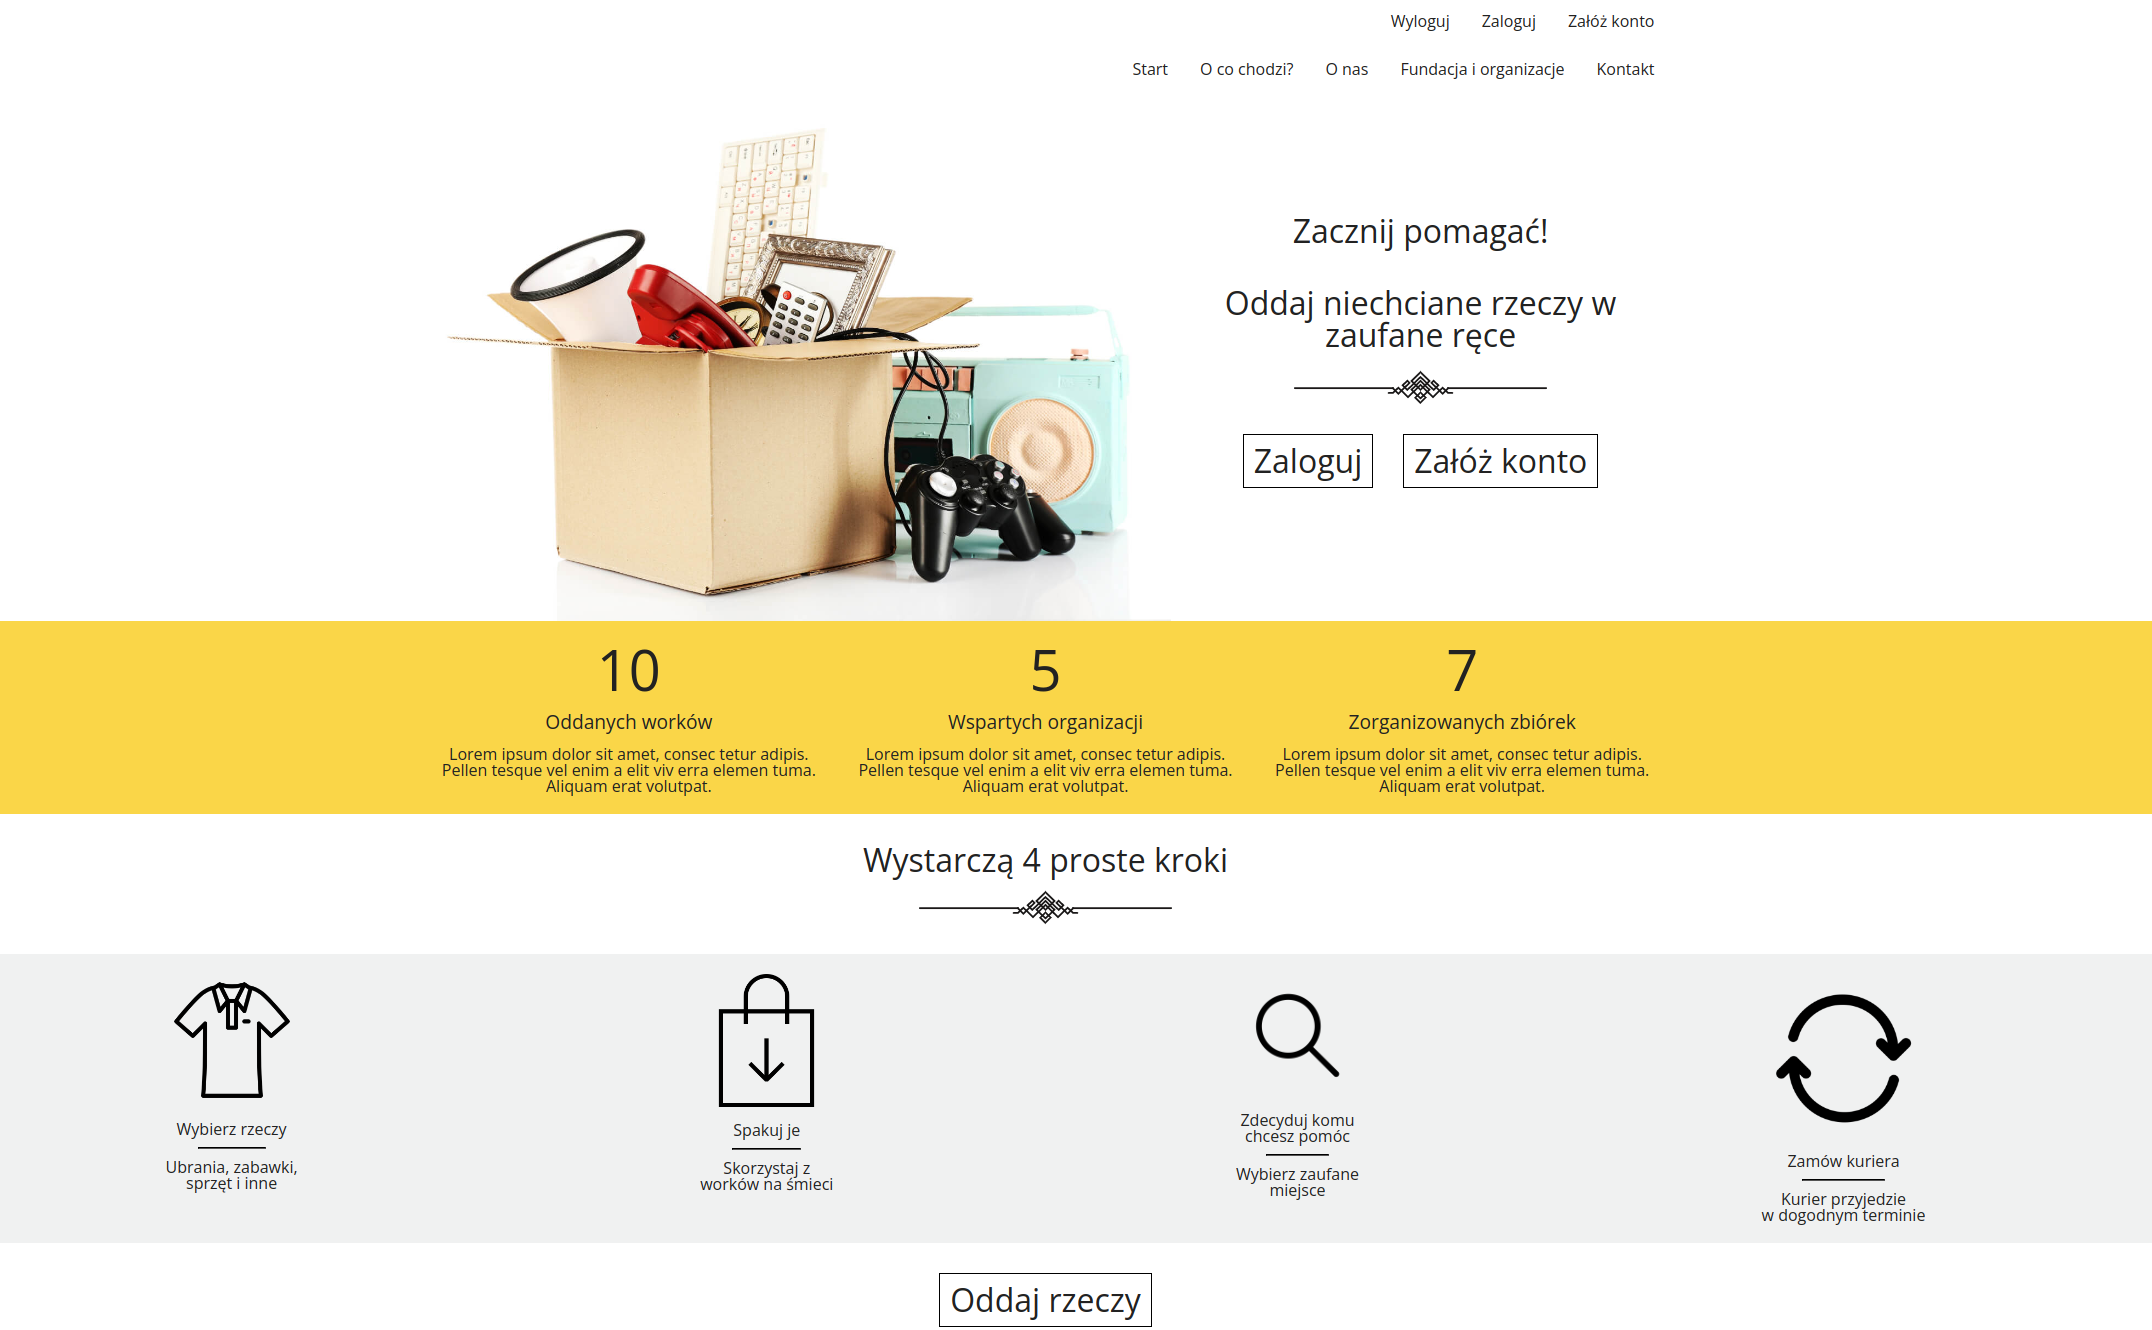 Wyloguj Zaloguj Załóż konto
Start O co chodzi? O nas Fundacja i organizacje Kontakt
Zacznij pomagać!
Oddaj niechciane rzeczy w
zaufane ręce
Zaloguj Załóż konto
10
Oddanych worków
Lorem ipsum dolor sit amet, consec tetur adipis.
Pellen tesque vel enim a elit viv erra elemen tuma.
Aliquam erat volutpat.
5
Wspartych organizacji
Lorem ipsum dolor sit amet, consec tetur adipis.
Pellen tesque vel enim a elit viv erra elemen tuma.
Aliquam erat volutpat.
7
Zorganizowanych zbiórek
Lorem ipsum dolor sit amet, consec tetur adipis.
Pellen tesque vel enim a elit viv erra elemen tuma.
Aliquam erat volutpat.
Wystarczą 4 proste kroki
Wybierz rzeczy
Ubrania, zabawki,
sprzęt i inne
Spakuj je
Skorzystaj z
worków na śmieci
Zdecyduj komu
chcesz pomóc
Wybierz zaufane
miejsce
Zamów kuriera
Kurier przyjedzie
w dogodnym terminie
Oddaj rzeczy